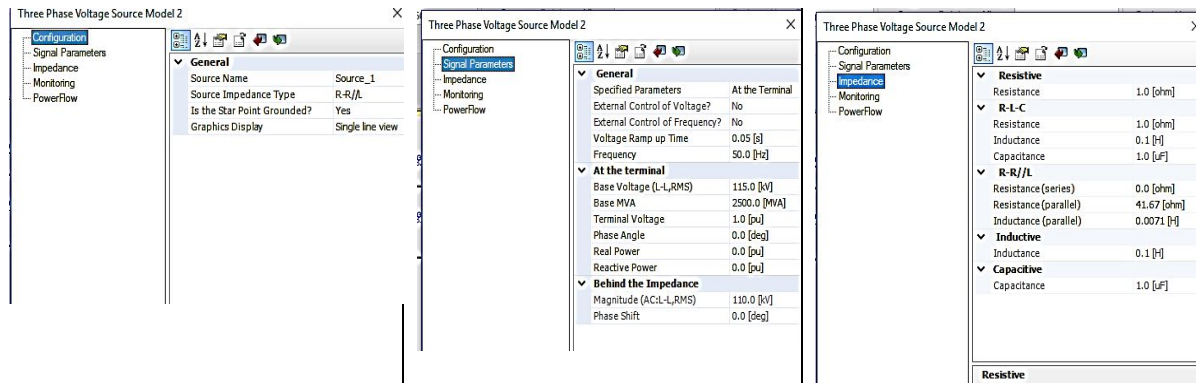 Three Phase Voltage Source Model 2
Configuration
Signal Parameters
Impedance
Monitoring
PowerFlow
General
Source Name Source_1
Source Impedance Type R-R//L
Is the Star Point Grounded? Yes
Graphics Display Single line view
Three Phase Voltage Source Model 2
Configuration
Signal Parameters
Impedance
Monitoring
PowerFlow
General
Specified Parameters At the Terminal
External Control of Voltage? No
External Control of Frequency? No
Voltage Ramp up Time 0.05 [s]
Frequency 50.0 [Hz]
At the terminal
Base Voltage (L-L,RMS) 115.0 [kV]
Base MVA 2500.0 [MVA]
Terminal Voltage 1.0 [pu]
Phase Angle 0.0 [deg]
Real Power 0.0 [pu]
Reactive Power 0.0 [pu]
Behind the Impedance
Magnitude (AC:L-L,RMS) 110.0 [kV]
Phase Shift 0.0 [deg]
Three Phase Voltage Source Model 2
Configuration
Signal Parameters
Impedance
Monitoring
PowerFlow
Resistive
Resistance 1.0 [ohm]
R-L-C
Resistance 1.0 [ohm]
Inductance 0.1 [H]
Capacitance 1.0 [uF]
R-R//L
Resistance (series) 0.0 [ohm]
Resistance (parallel) 41.67 [ohm]
Inductance (parallel) 0.0071 [H]
Inductive
Inductance 0.1 [H]
Capacitive
Capacitance 1.0 [uF]
Resistive